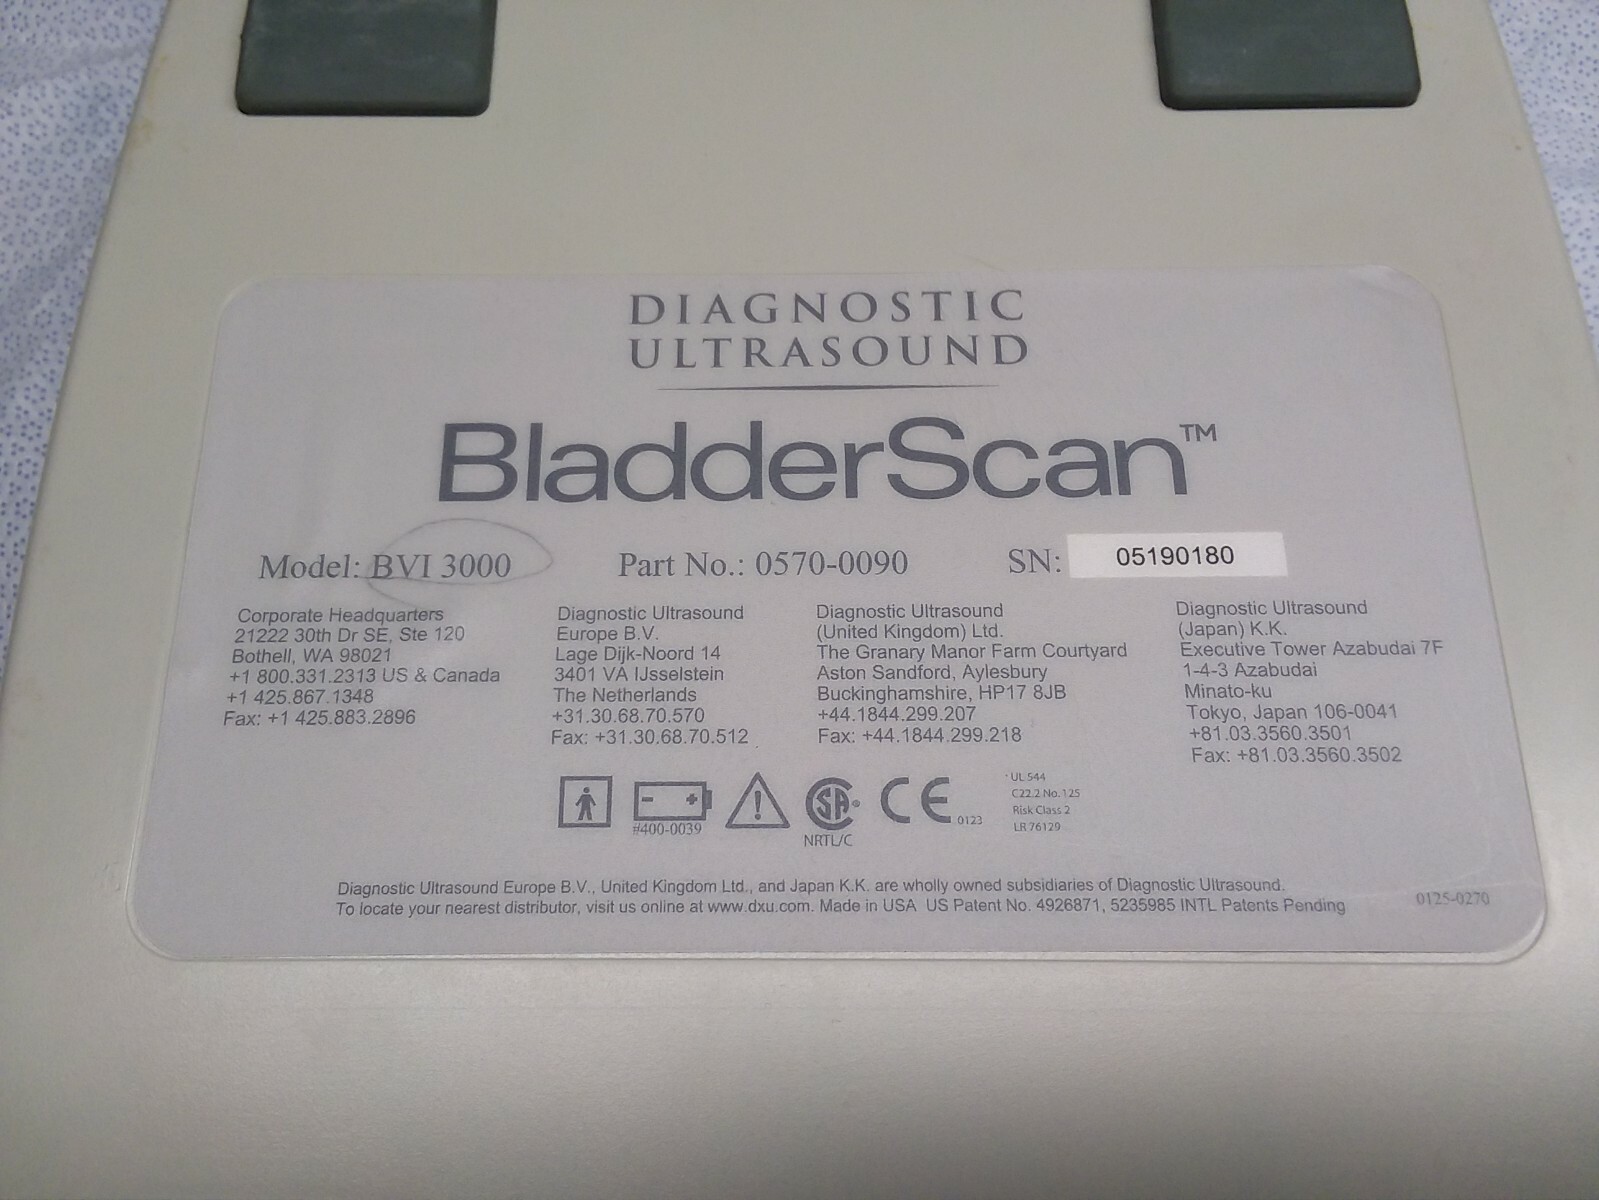 DIAGNOSTIC
ULTRASOUND
BladderScan™
Model: BVI 3000 Part No.: 0570-0090 SN: 05190180
Corporate Headquarters
21222 30th Dr SE, Ste 120
Bothell, WA 98021
+1 800.331.2313 US & Canada
+1 425.867.1348
Fax: +1 425.883.2896
Diagnostic Ultrasound
Europe B.V.
Lage Dijk-Noord 14
3401 VA IJsselstein
The Netherlands
+31.30.68.70.570
Fax: +31.30.68.70.512
Diagnostic Ultrasound
(United Kingdom) Ltd.
The Granary Manor Farm Courtyard
Aston Sandford, Aylesbury
Buckinghamshire, HP17 8JB
+44.1844.299.207
Fax: +44.1844.299.218
Diagnostic Ultrasound
(Japan) K.K.
Executive Tower Azabudai 7F
1-4-3 Azabudai
Minato-ku
Tokyo, Japan 106-0041
+81.03.3560.3501
Fax: +81.03.3560.3502
#400-0039
SA
NRTL/C
CE 0123
UL 544
C22.2 No. 125
Risk Class 2
LR 76129
Diagnostic Ultrasound Europe B.V., United Kingdom Ltd., and Japan K.K. are wholly owned subsidiaries of Diagnostic Ultrasound.
To locate your nearest distributor, visit us online at www.dxu.com. Made in USA US Patent No. 4926871, 5235985 INTL Patents Pending
0125-0270